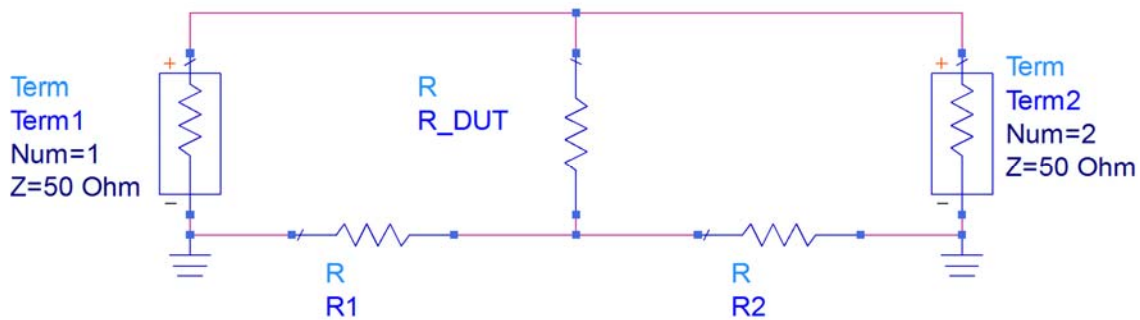 +
Term
Term1
Num=1
Z=50 Ohm
−
R
R_DUT
+
Term
Term2
Num=2
Z=50 Ohm
−
R
R1
R
R2